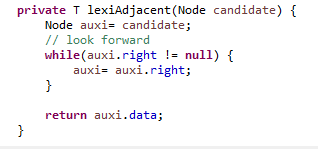 private T lexiAdjacent(Node candidate) {
    Node auxi= candidate;
    // look forward
    while(auxi.right != null) {
        auxi= auxi.right;
    }

    return auxi.data;
}